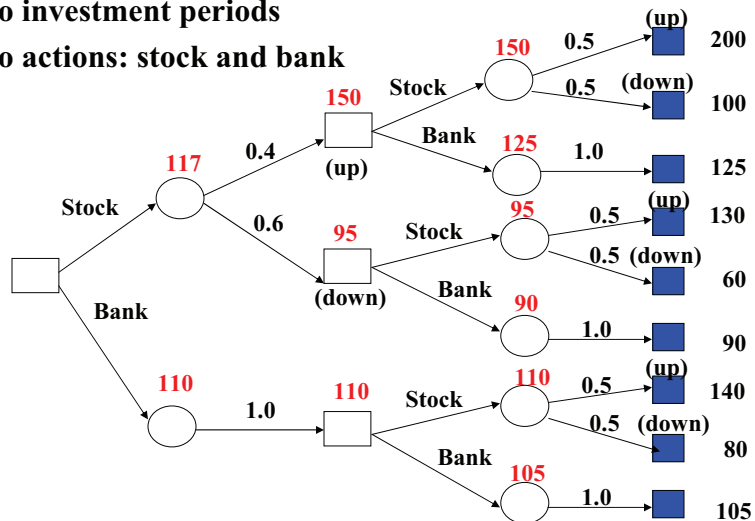 o investment periods
o actions: stock and bank
(up)
200
150
0.5
(down)
0.5
100
150
Stock
Bank
125
1.0
125
(up)
117
0.4
(up)
130
95
0.5
Stock
0.6
95
Stock
0.5
(down)
60
(down)
Bank
90
1.0
90
Bank
(up)
110
110
110
0.5
140
Stock
0.5
(down)
1.0
80
Bank
105
1.0
105